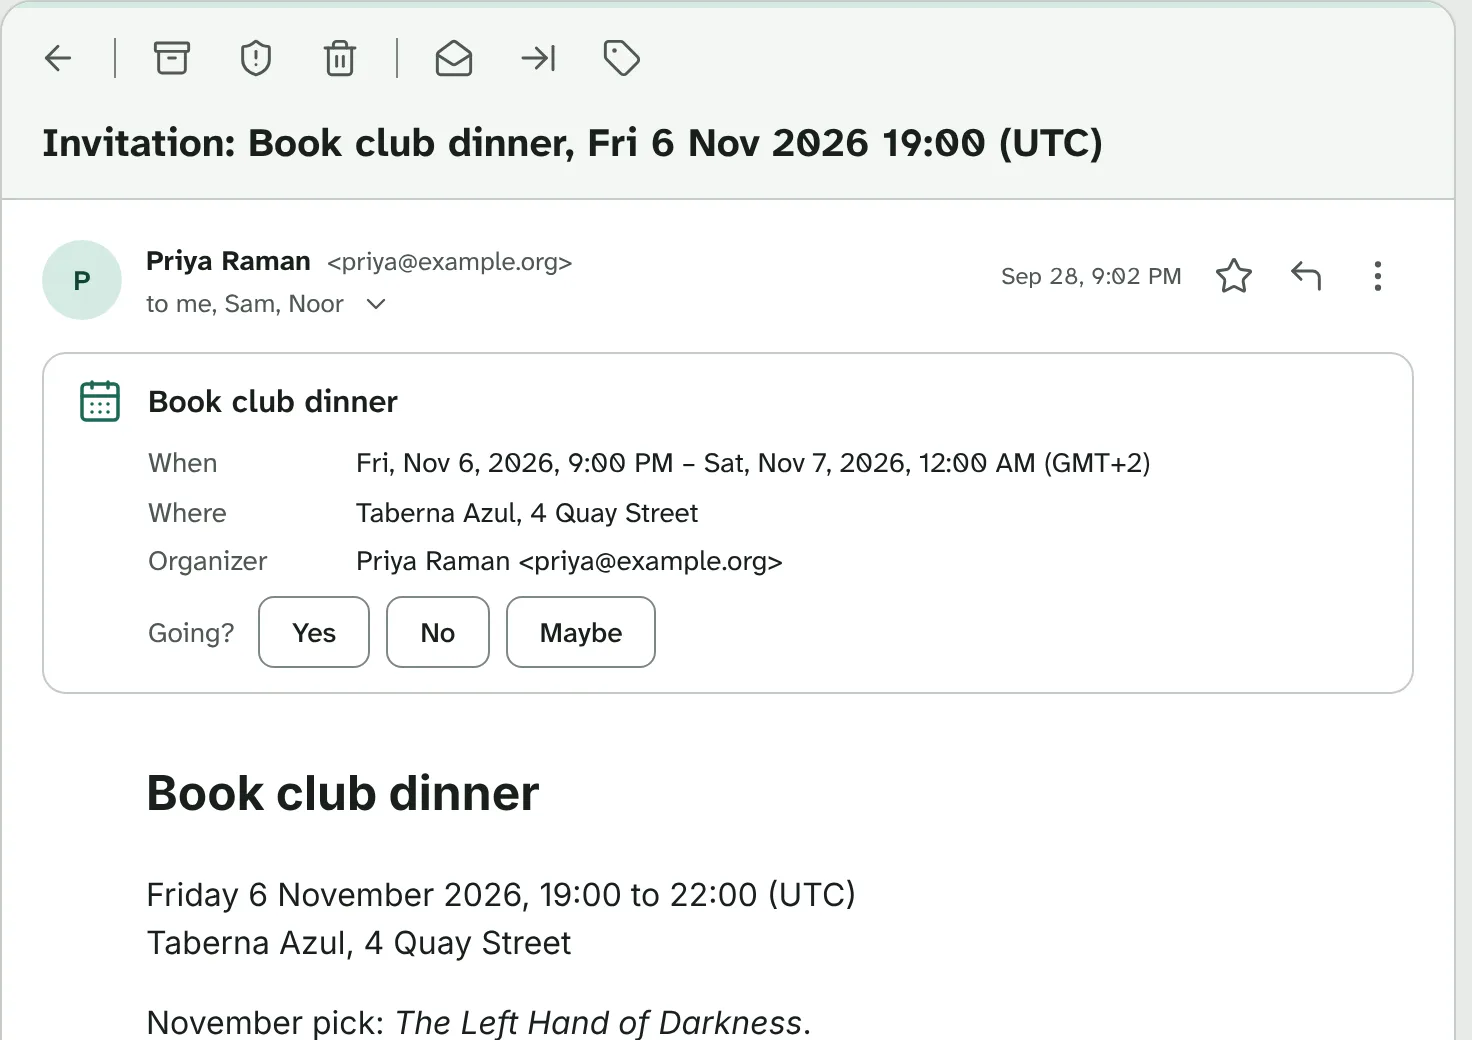 Invitation: Book club dinner, Fri 6 Nov 2026 19:00 (UTC)
P
Priya Raman <priya@example.org>
Sep 28, 9:02 PM
to me, Sam, Noor
Book club dinner
When Fri, Nov 6, 2026, 9:00 PM – Sat, Nov 7, 2026, 12:00 AM (GMT+2)
Where Taberna Azul, 4 Quay Street
Organizer Priya Raman <priya@example.org>
Going? Yes No Maybe
Book club dinner
Friday 6 November 2026, 19:00 to 22:00 (UTC)
Taberna Azul, 4 Quay Street
November pick: The Left Hand of Darkness.